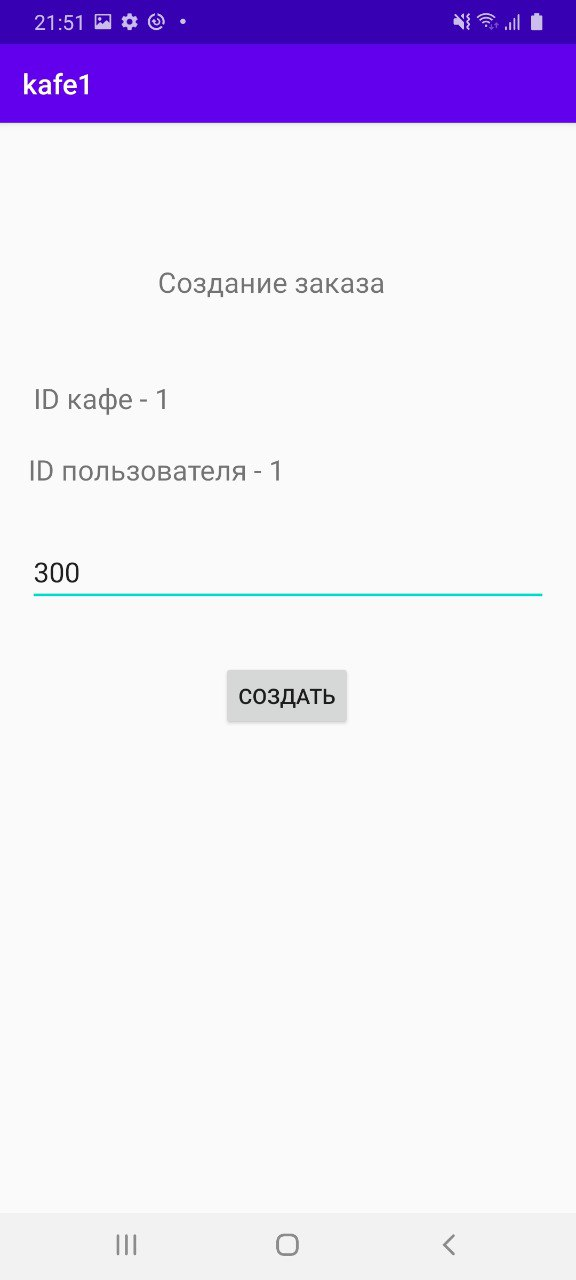 21:51
kafe1
Создание заказа
ID кафе - 1
ID пользователя - 1
300
СОЗДАТЬ